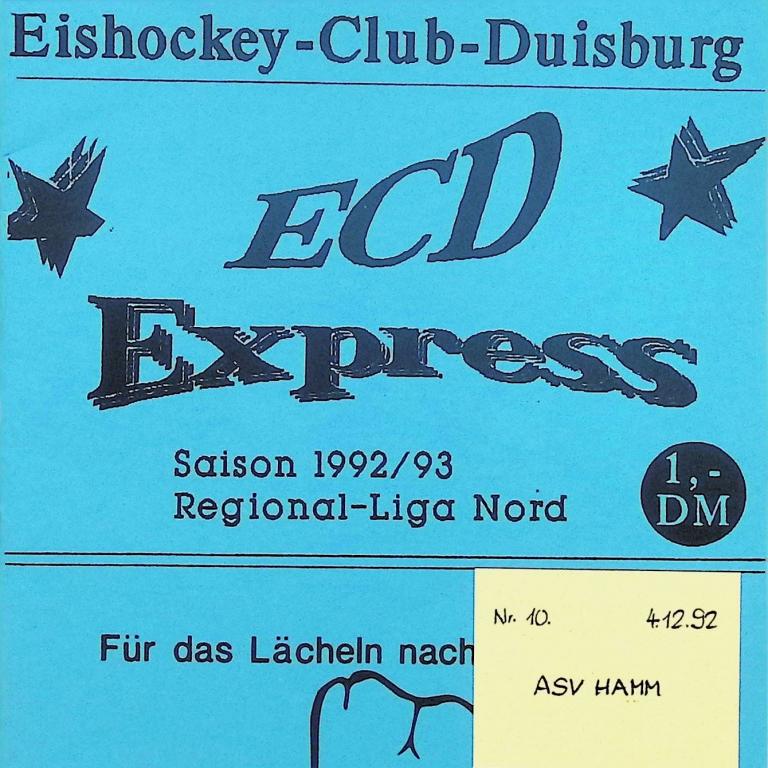 Eishockey-Club-Duisburg
ECD
Express
Saison 1992/93
Regional-Liga Nord
1,-
DM
Für das Lächeln nach
Nr. 10. 4.12.92
ASV HAMM